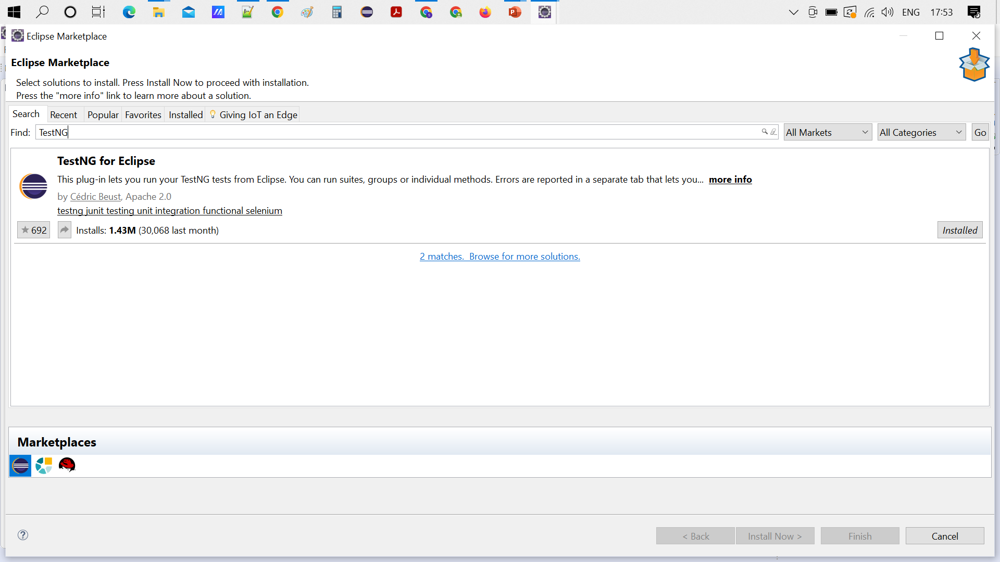 ENG 17:53
Eclipse Marketplace
Eclipse Marketplace
Select solutions to install. Press Install Now to proceed with installation.
Press the "more info" link to learn more about a solution.
Search Recent Popular Favorites Installed Giving IoT an Edge
Find: TestNG All Markets All Categories Go
TestNG for Eclipse
This plug-in lets you run your TestNG tests from Eclipse. You can run suites, groups or individual methods. Errors are reported in a separate tab that lets you... more info
by Cédric Beust, Apache 2.0
testng junit testing unit integration functional selenium
692 Installs: 1.43M (30,068 last month) Installed
2 matches. Browse for more solutions.
Marketplaces
< Back Install Now > Finish Cancel